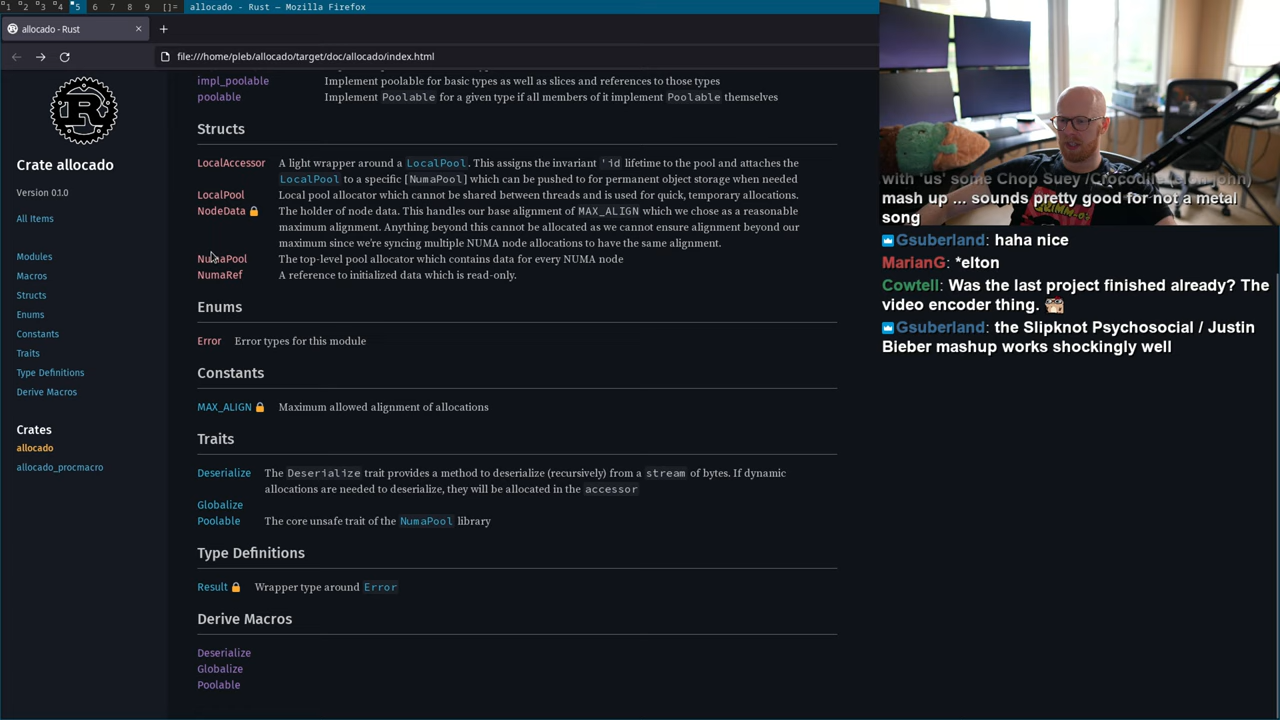 1 2 3 4 5 6 7 8 9 []= allocado - Rust — Mozilla Firefox
allocado - Rust
file:///home/pleb/allocado/target/doc/allocado/index.html
Crate allocado
Version 0.1.0
All Items
Modules
Macros
Structs
Enums
Constants
Traits
Type Definitions
Derive Macros
Crates
allocado
allocado_procmacro
impl_poolable Implement poolable for basic types as well as slices and references to those types
poolable Implement Poolable for a given type if all members of it implement Poolable themselves
Structs
LocalAccessor A light wrapper around a LocalPool. This assigns the invariant 'id lifetime to the pool and attaches the
LocalPool to a specific [NumaPool] which can be pushed to for permanent object storage when needed
LocalPool Local pool allocator which cannot be shared between threads and is used for quick, temporary allocations.
NodeData The holder of node data. This handles our base alignment of MAX_ALIGN which we chose as a reasonable
maximum alignment. Anything beyond this cannot be allocated as we cannot ensure alignment beyond our
maximum since we're syncing multiple NUMA node allocations to have the same alignment.
NumaPool The top-level pool allocator which contains data for every NUMA node
NumaRef A reference to initialized data which is read-only.
Enums
Error Error types for this module
Constants
MAX_ALIGN Maximum allowed alignment of allocations
Traits
Deserialize The Deserialize trait provides a method to deserialize (recursively) from a stream of bytes. If dynamic
allocations are needed to deserialize, they will be allocated in the accessor
Globalize
Poolable The core unsafe trait of the NumaPool library
Type Definitions
Result Wrapper type around Error
Derive Macros
Deserialize
Globalize
Poolable
with 'us' some Chop Suey /Crocodile (elton john)
mash up ... sounds pretty good for not a metal
song
Gsuberland: haha nice
MarianG: *elton
Cowtell: Was the last project finished already? The
video encoder thing.
Gsuberland: the Slipknot Psychosocial / Justin
Bieber mashup works shockingly well